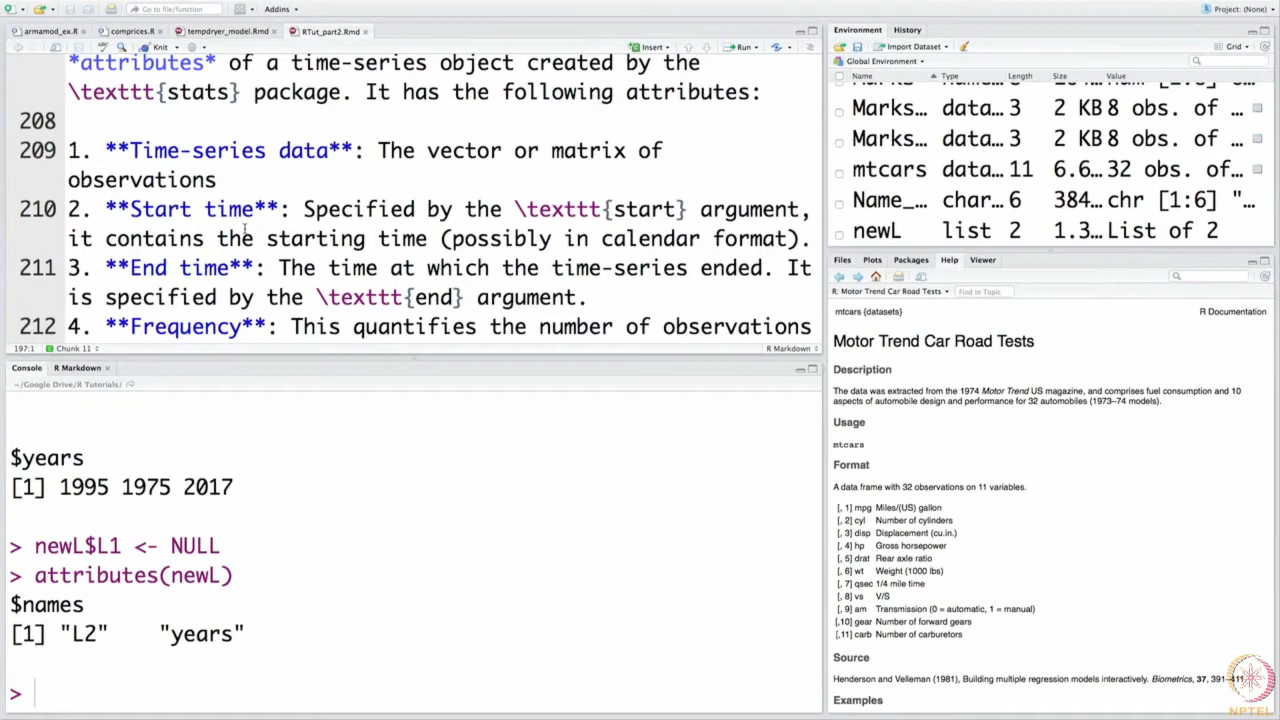 Go to file/function
Addins
Project: (None)
armamod_ex.R
comprices.R
tempdryer_model.Rmd
RTut_part2.Rmd
Knit
Insert
Run
*attributes* of a time-series object created by the
\texttt{stats} package. It has the following attributes:
208
209 1. **Time-series data**: The vector or matrix of
observations
210 2. **Start time**: Specified by the \texttt{start} argument,
it contains the starting time (possibly in calendar format).
211 3. **End time**: The time at which the time-series ended. It
is specified by the \texttt{end} argument.
212 4. **Frequency**: This quantifies the number of observations
197:1 Chunk 11 R Markdown
Console R Markdown
~/Google Drive/R Tutorials/
$years
[1] 1995 1975 2017
> newL$L1 <- NULL
> attributes(newL)
$names
[1] "L2" "years"
>
Environment History
Import Dataset Grid
Global Environment
Name Type Length Size Value
Marks... data... 3 2 KB 8 obs. of ...
Marks... data... 3 2 KB 8 obs. of ...
mtcars data... 11 6.6... 32 obs. of...
Name_... char... 6 384... chr [1:6] "...
newL list 2 1.3... List of 2
Files Plots Packages Help Viewer
R: Motor Trend Car Road Tests Find in Topic
mtcars {datasets} R Documentation
Motor Trend Car Road Tests
Description
The data was extracted from the 1974 Motor Trend US magazine, and comprises fuel consumption and 10
aspects of automobile design and performance for 32 automobiles (1973–74 models).
Usage
mtcars
Format
A data frame with 32 observations on 11 variables.
[, 1] mpg Miles/(US) gallon
[, 2] cyl Number of cylinders
[, 3] disp Displacement (cu.in.)
[, 4] hp Gross horsepower
[, 5] drat Rear axle ratio
[, 6] wt Weight (1000 lbs)
[, 7] qsec 1/4 mile time
[, 8] vs V/S
[, 9] am Transmission (0 = automatic, 1 = manual)
[,10] gear Number of forward gears
[,11] carb Number of carburetors
Source
Henderson and Velleman (1981), Building multiple regression models interactively. Biometrics, 37, 391–411.
Examples
NPTEL